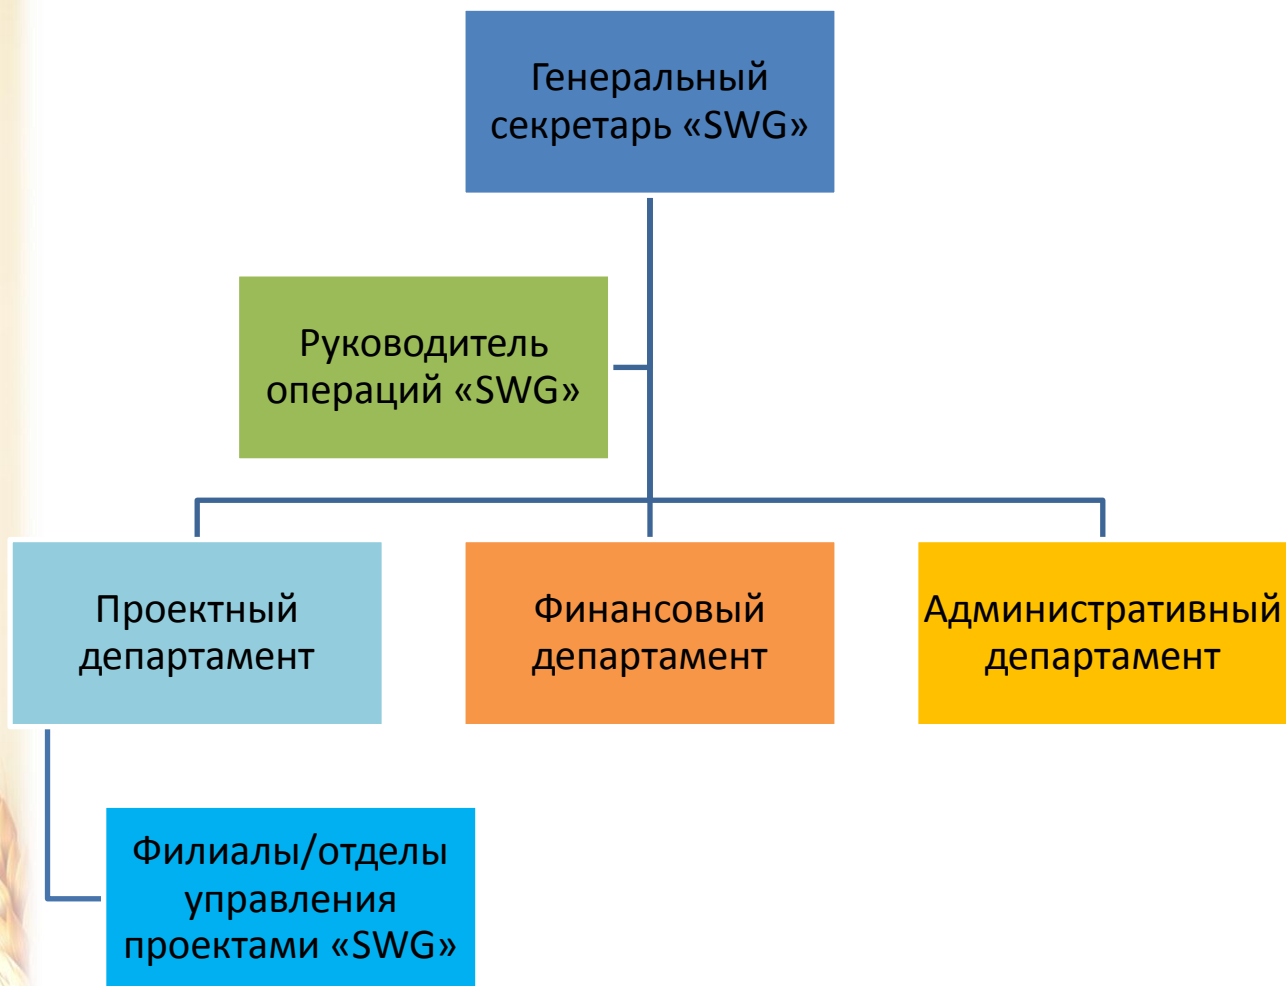 Генеральный
секретарь «SWG»
Руководитель
операций «SWG»
Проектный
департамент
Финансовый
департамент
Административный
департамент
Филиалы/отделы
управления
проектами «SWG»